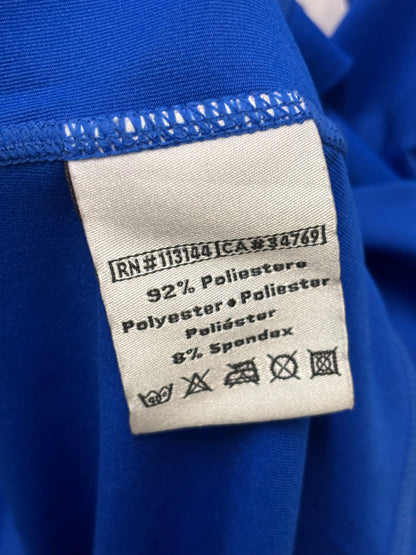 RN#113144 CA#34769
92% Poliestere
Polyester • Poliester
Poliéster
8% Spandex